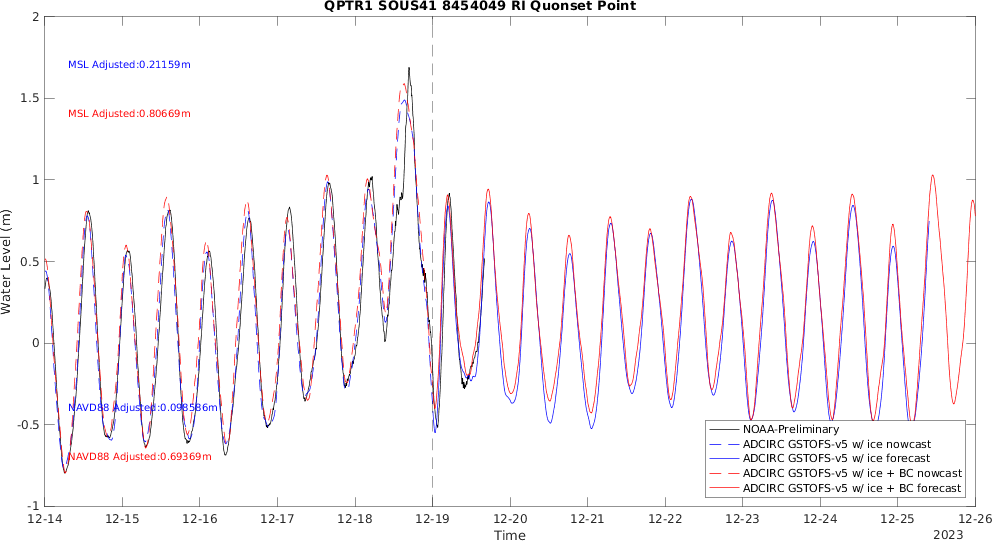 QPTR1 SOUS41 8454049 RI Quonset Point
2
1.5
1
0.5
0
-0.5
-1
Water Level (m)
MSL Adjusted:0.21159m
MSL Adjusted:0.80669m
NAVD88 Adjusted:0.098586m
NAVD88 Adjusted:0.69369m
NOAA-Preliminary
ADCIRC GSTOFS-v5 w/ ice nowcast
ADCIRC GSTOFS-v5 w/ ice forecast
ADCIRC GSTOFS-v5 w/ ice + BC nowcast
ADCIRC GSTOFS-v5 w/ ice + BC forecast
12-14 12-15 12-16 12-17 12-18 12-19 12-20 12-21 12-22 12-23 12-24 12-25 12-26
Time
2023